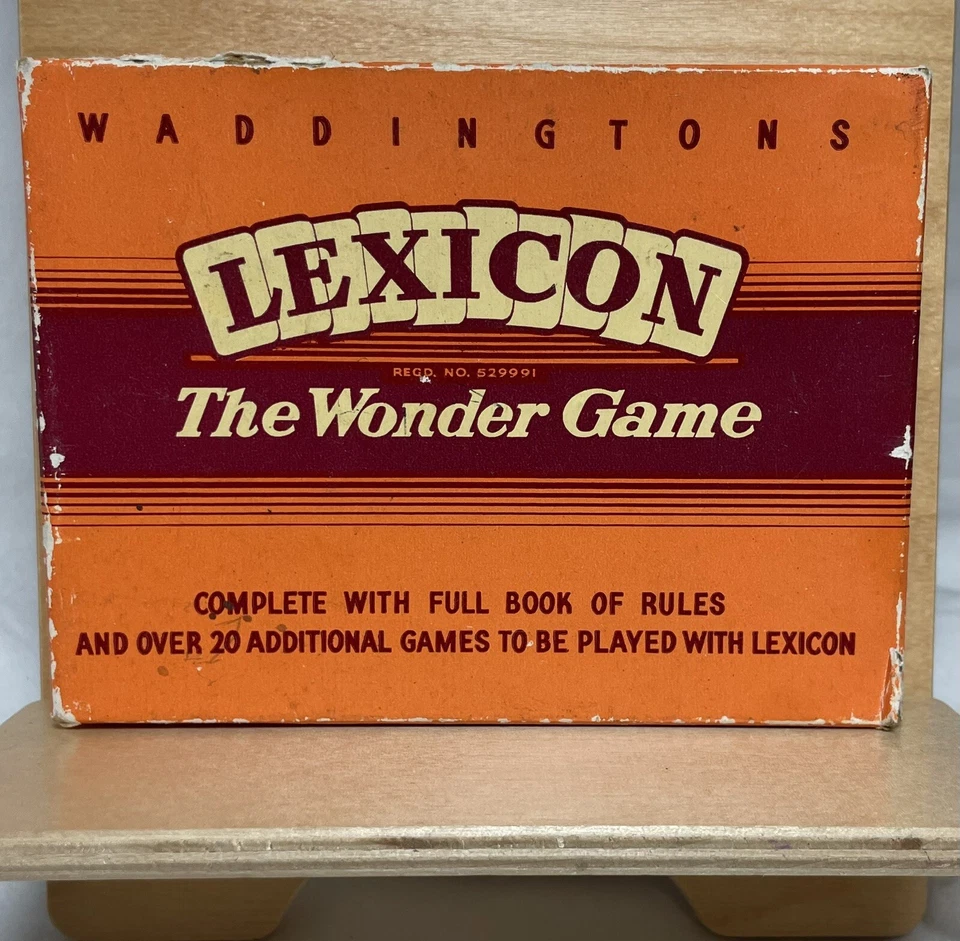 WADDINGTONS
LEXICON
REGD. NO. 529991
The Wonder Game
COMPLETE WITH FULL BOOK OF RULES
AND OVER 20 ADDITIONAL GAMES TO BE PLAYED WITH LEXICON